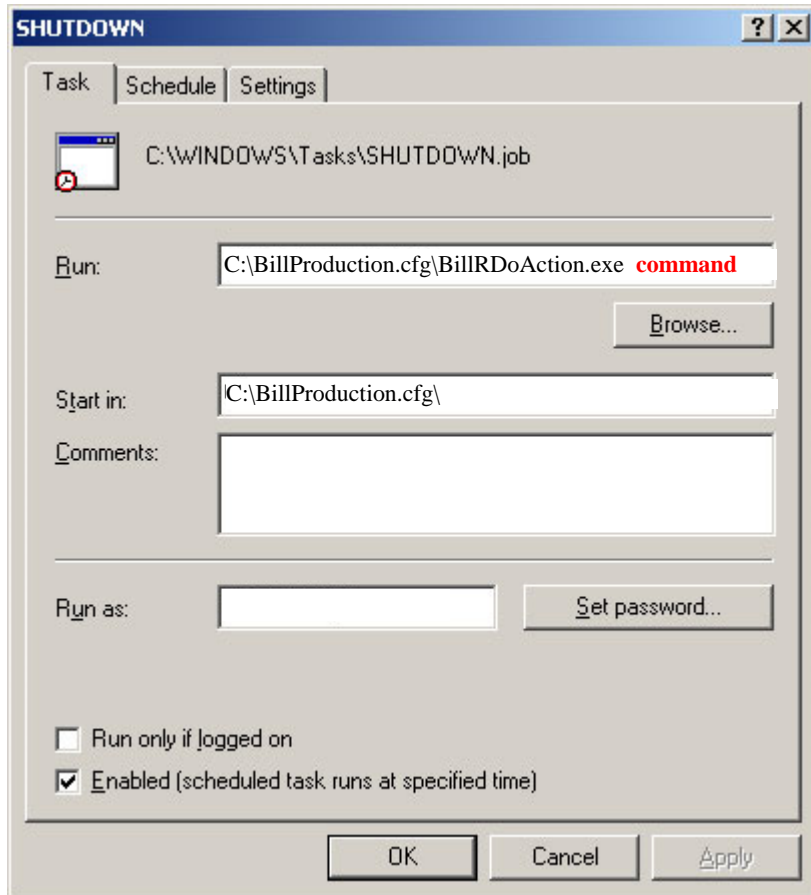 SHUTDOWN
Task Schedule Settings
C:\WINDOWS\Tasks\SHUTDOWN.job
Run: C:\BillProduction.cfg\BillRDoAction.exe command
Browse...
Start in: C:\BillProduction.cfg\
Comments:
Run as: Set password...
Run only if logged on
Enabled (scheduled task runs at specified time)
OK Cancel Apply